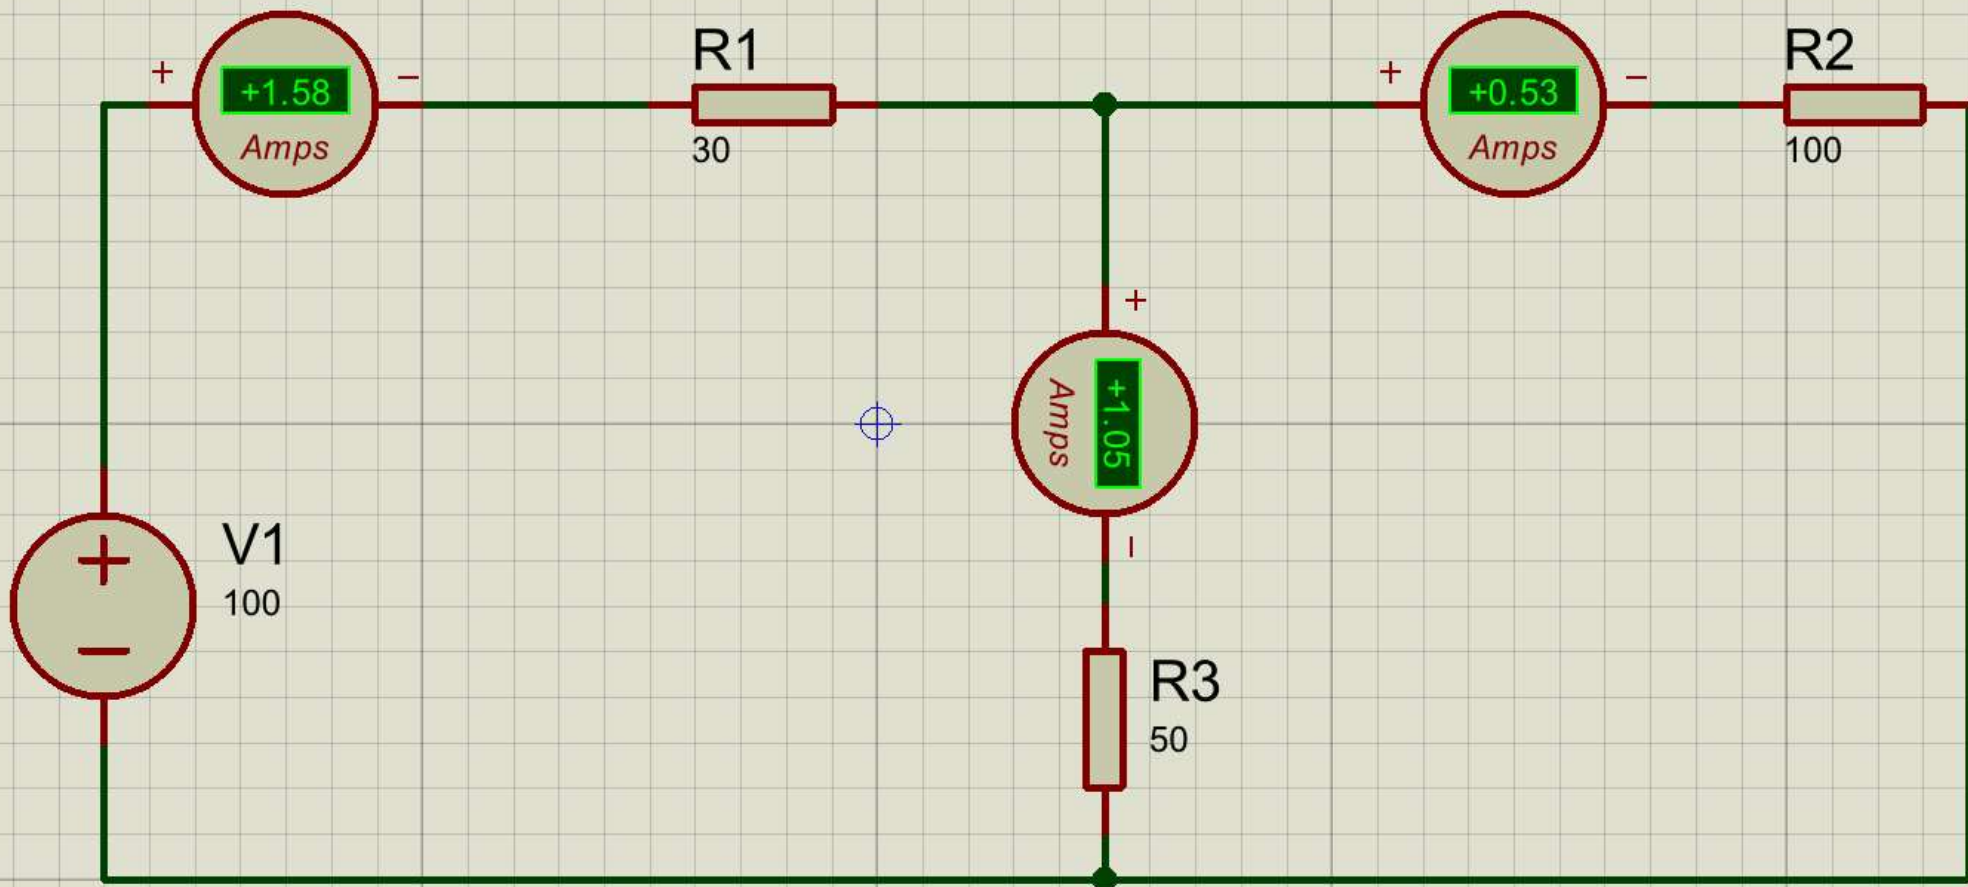 + +1.58 −
Amps
R1
30
+ +0.53 −
Amps
R2
100
+
+1.05
Amps
−
V1
100
+
−
R3
50